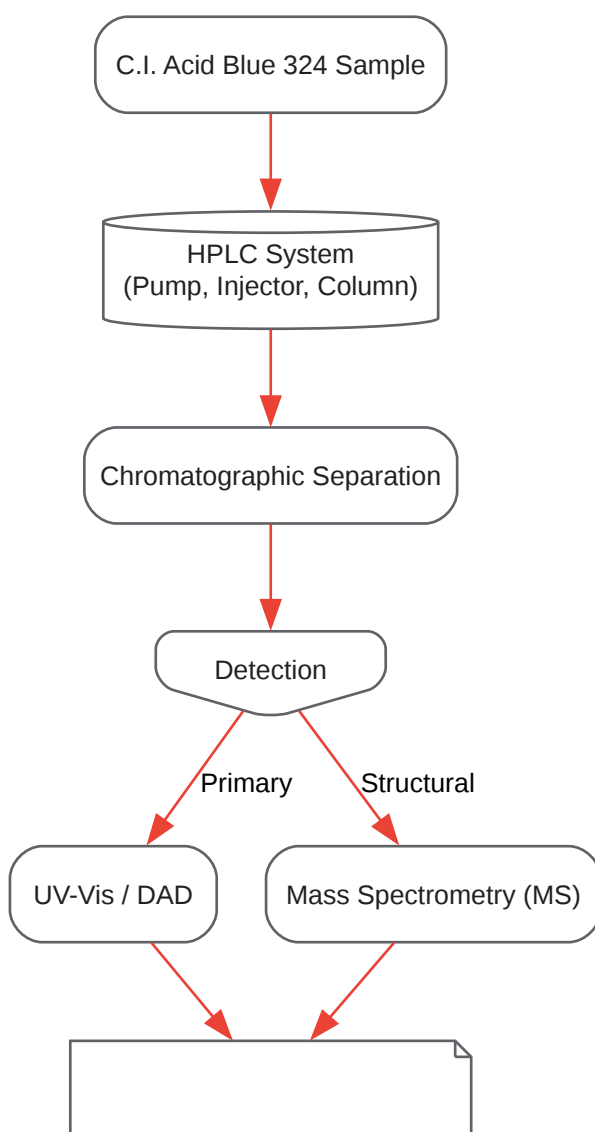 C.I. Acid Blue 324 Sample
HPLC System
(Pump, Injector, Column)
Chromatographic Separation
Detection
Primary
Structural
UV-Vis / DAD
Mass Spectrometry (MS)